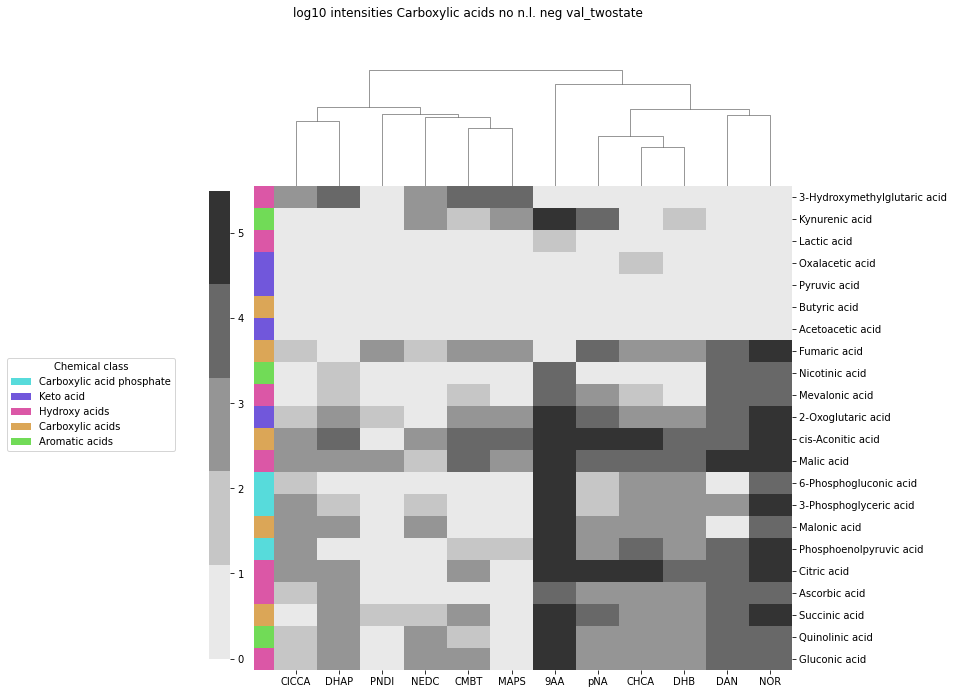 log10 intensities Carboxylic acids no n.l. neg val_twostate
3-Hydroxymethylglutaric acid
Kynurenic acid
Lactic acid
Oxalacetic acid
Pyruvic acid
Butyric acid
Acetoacetic acid
Fumaric acid
Nicotinic acid
Mevalonic acid
2-Oxoglutaric acid
cis-Aconitic acid
Malic acid
6-Phosphogluconic acid
3-Phosphoglyceric acid
Malonic acid
Phosphoenolpyruvic acid
Citric acid
Ascorbic acid
Succinic acid
Quinolinic acid
Gluconic acid
5
4
3
2
1
0
Chemical class
Carboxylic acid phosphate
Keto acid
Hydroxy acids
Carboxylic acids
Aromatic acids
ClCCA DHAP PNDI NEDC CMBT MAPS 9AA pNA CHCA DHB DAN NOR